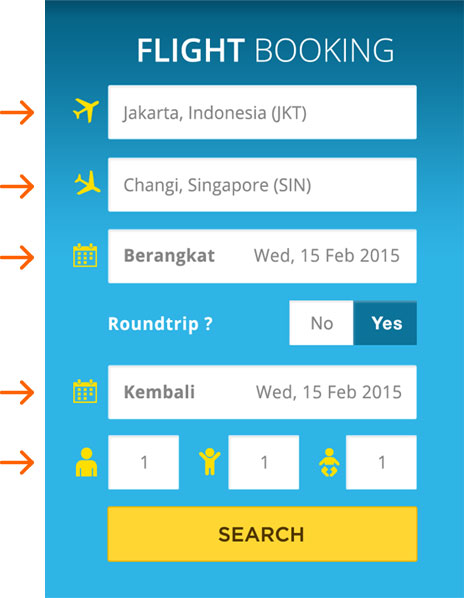 FLIGHT BOOKING
Jakarta, Indonesia (JKT)
Changi, Singapore (SIN)
Berangkat Wed, 15 Feb 2015
Roundtrip ? No Yes
Kembali Wed, 15 Feb 2015
1 1 1
SEARCH